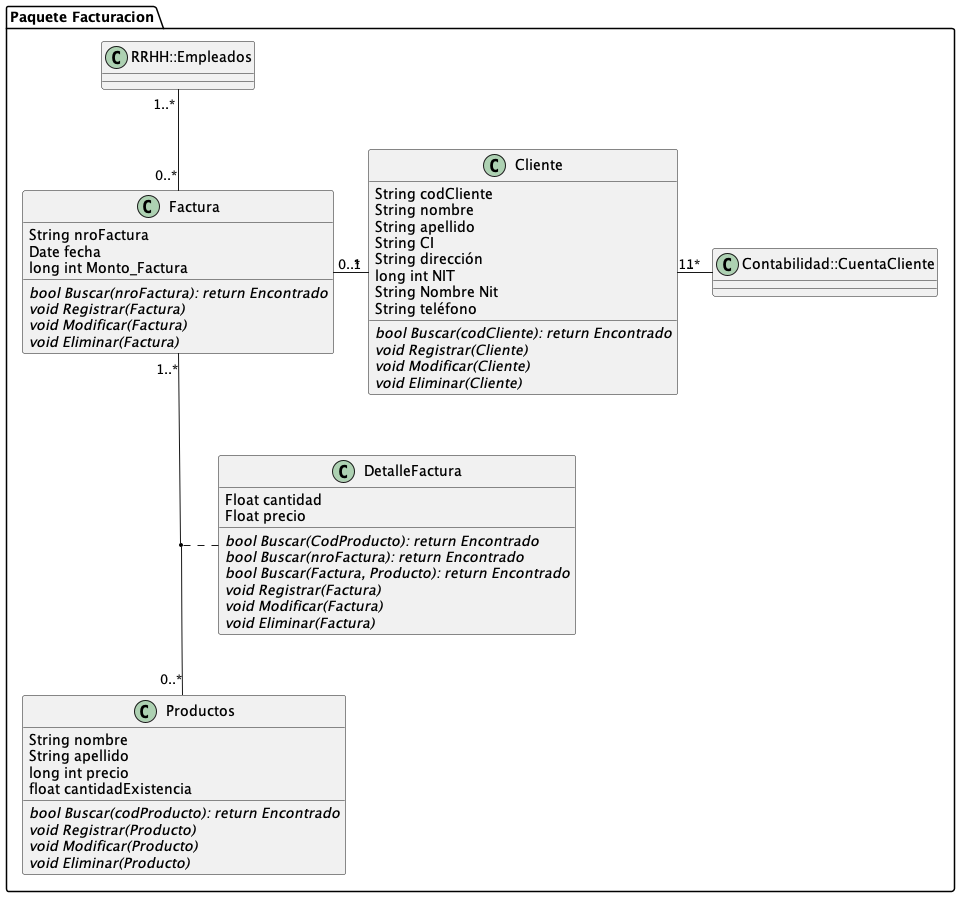 Paquete Facturacion
C RRHH::Empleados
1..*
0..*
C Factura
String nroFactura
Date fecha
long int Monto_Factura
bool Buscar(nroFactura): return Encontrado
void Registrar(Factura)
void Modificar(Factura)
void Eliminar(Factura)
C Cliente
String codCliente
String nombre
String apellido
String CI
String dirección
long int NIT
String Nombre Nit
String teléfono
bool Buscar(codCliente): return Encontrado
void Registrar(Cliente)
void Modificar(Cliente)
void Eliminar(Cliente)
11*
C Contabilidad::CuentaCliente
1..*
C DetalleFactura
Float cantidad
Float precio
bool Buscar(CodProducto): return Encontrado
bool Buscar(nroFactura): return Encontrado
bool Buscar(Factura, Producto): return Encontrado
void Registrar(Factura)
void Modificar(Factura)
void Eliminar(Factura)
0..*
C Productos
String nombre
String apellido
long int precio
float cantidadExistencia
bool Buscar(codProducto): return Encontrado
void Registrar(Producto)
void Modificar(Producto)
void Eliminar(Producto)